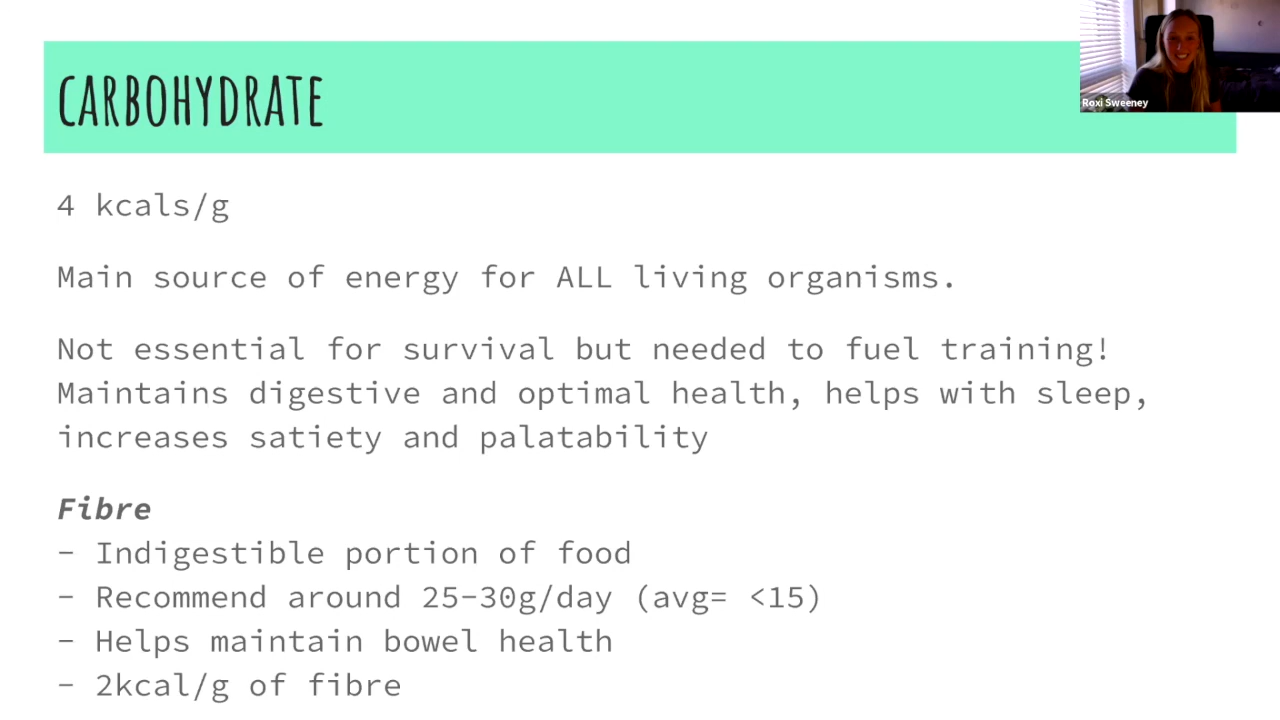 CARBOHYDRATE
Roxi Sweeney
4 kcals/g
Main source of energy for ALL living organisms.
Not essential for survival but needed to fuel training!
Maintains digestive and optimal health, helps with sleep,
increases satiety and palatability
Fibre
- Indigestible portion of food
- Recommend around 25-30g/day (avg= <15)
- Helps maintain bowel health
- 2kcal/g of fibre